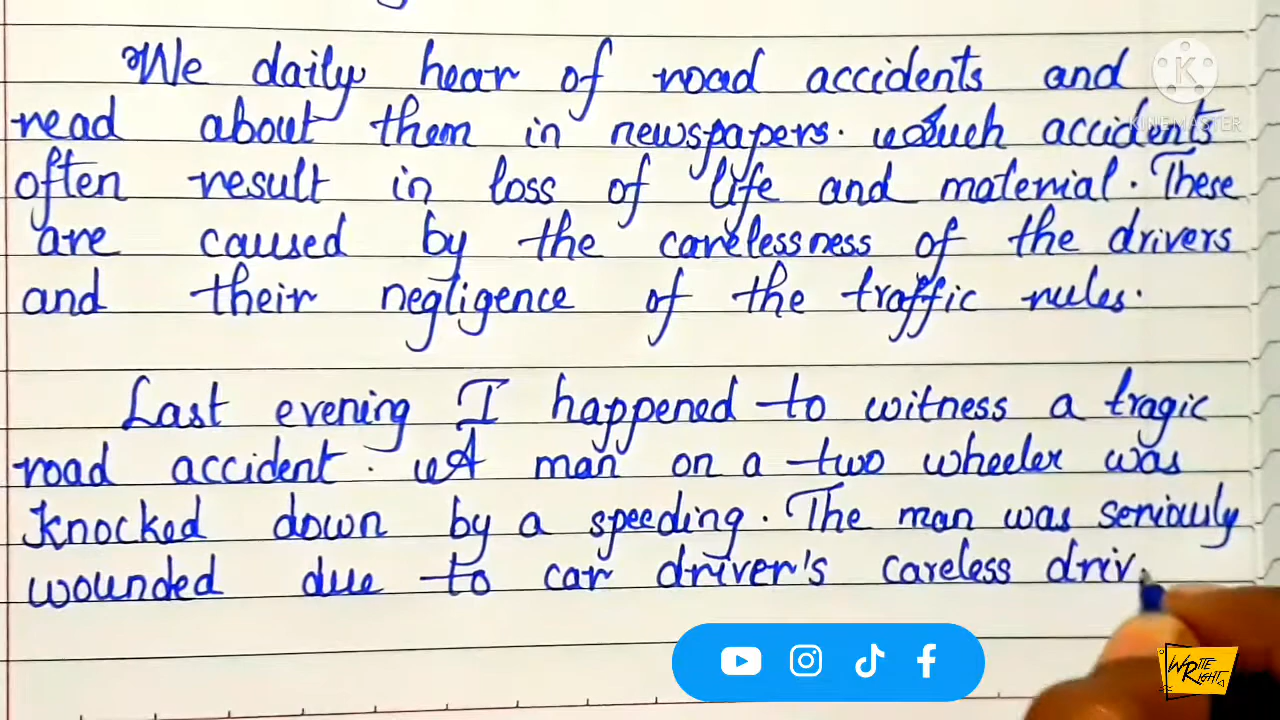 We daily hear of road accidents and
read about them in newspapers. Such accidents
often result in loss of life and material. These
are caused by the carelessness of the drivers
and their negligence of the traffic rules.
Last evening I happened to witness a tragic
road accident. A man on a two wheeler was
knocked down by a speeding. The man was seriously
wounded due to car driver's careless driv
KINEMASTER
WRITE
RIGHT